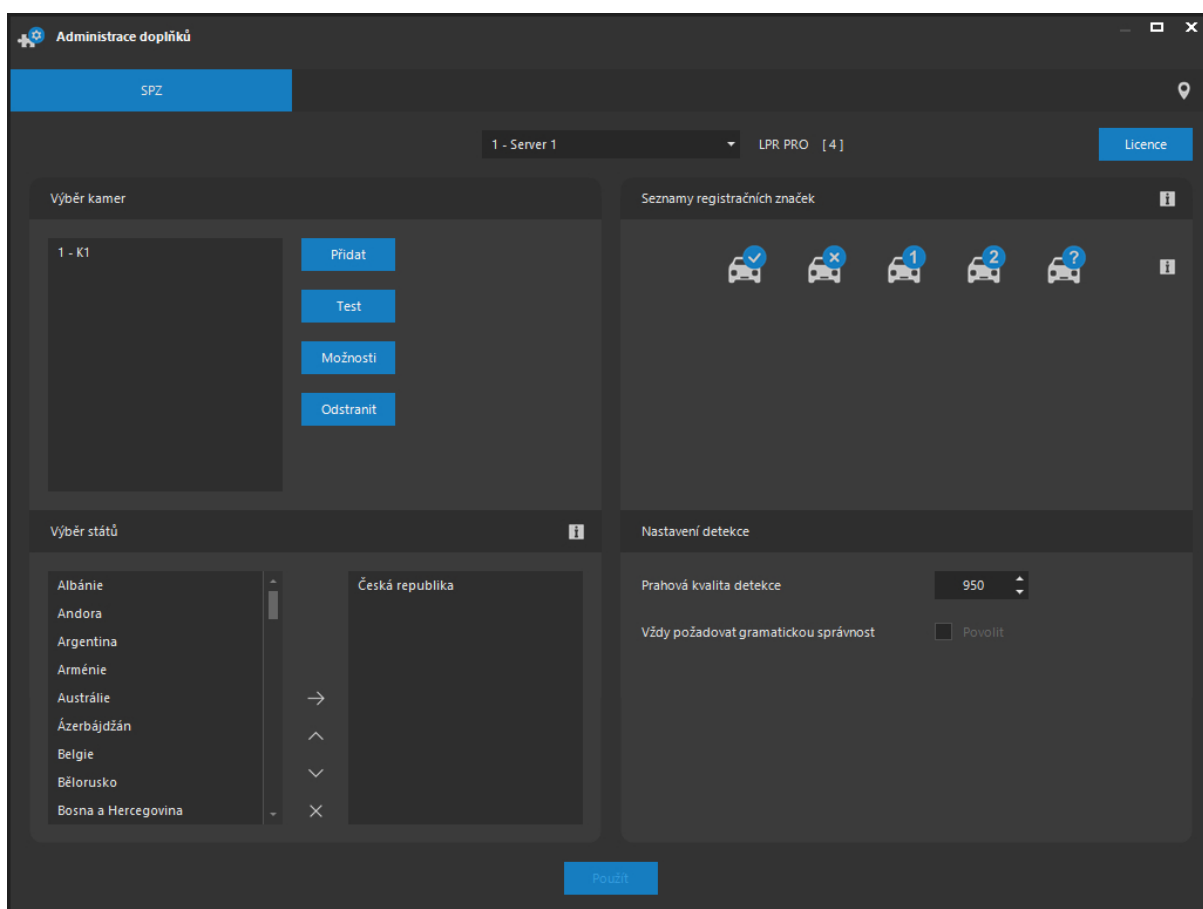 Administrace doplňků
SPZ
1 - Server 1
LPR PRO [ 4 ]
Licence
Výběr kamer
1 - K1
Přidat
Test
Možnosti
Odstranit
Seznamy registračních značek
1
2
?
Výběr států
Albánie
Andora
Argentina
Arménie
Austrálie
Ázerbájdžán
Belgie
Bělorusko
Bosna a Hercegovina
Česká republika
Nastavení detekce
Prahová kvalita detekce
950
Vždy požadovat gramatickou správnost
Povolit
Použít